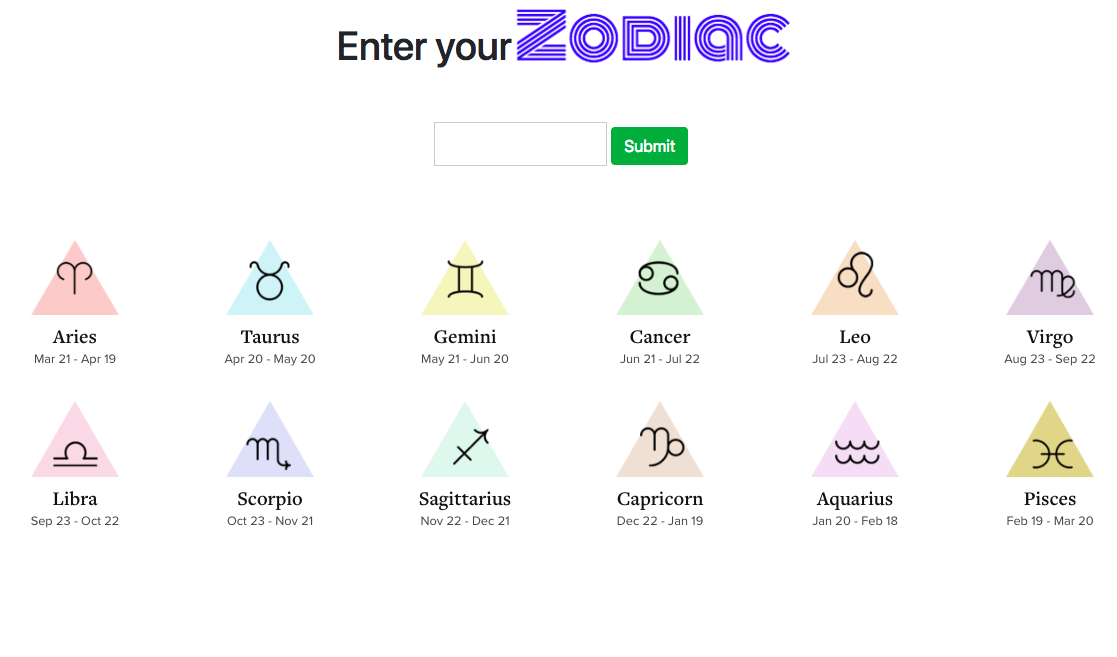 Enter your Zodiac
Submit
Aries Taurus Gemini Cancer Leo Virgo
Mar 21 - Apr 19 Apr 20 - May 20 May 21 - Jun 20 Jun 21 - Jul 22 Jul 23 - Aug 22 Aug 23 - Sep 22
Libra Scorpio Sagittarius Capricorn Aquarius Pisces
Sep 23 - Oct 22 Oct 23 - Nov 21 Nov 22 - Dec 21 Dec 22 - Jan 19 Jan 20 - Feb 18 Feb 19 - Mar 20